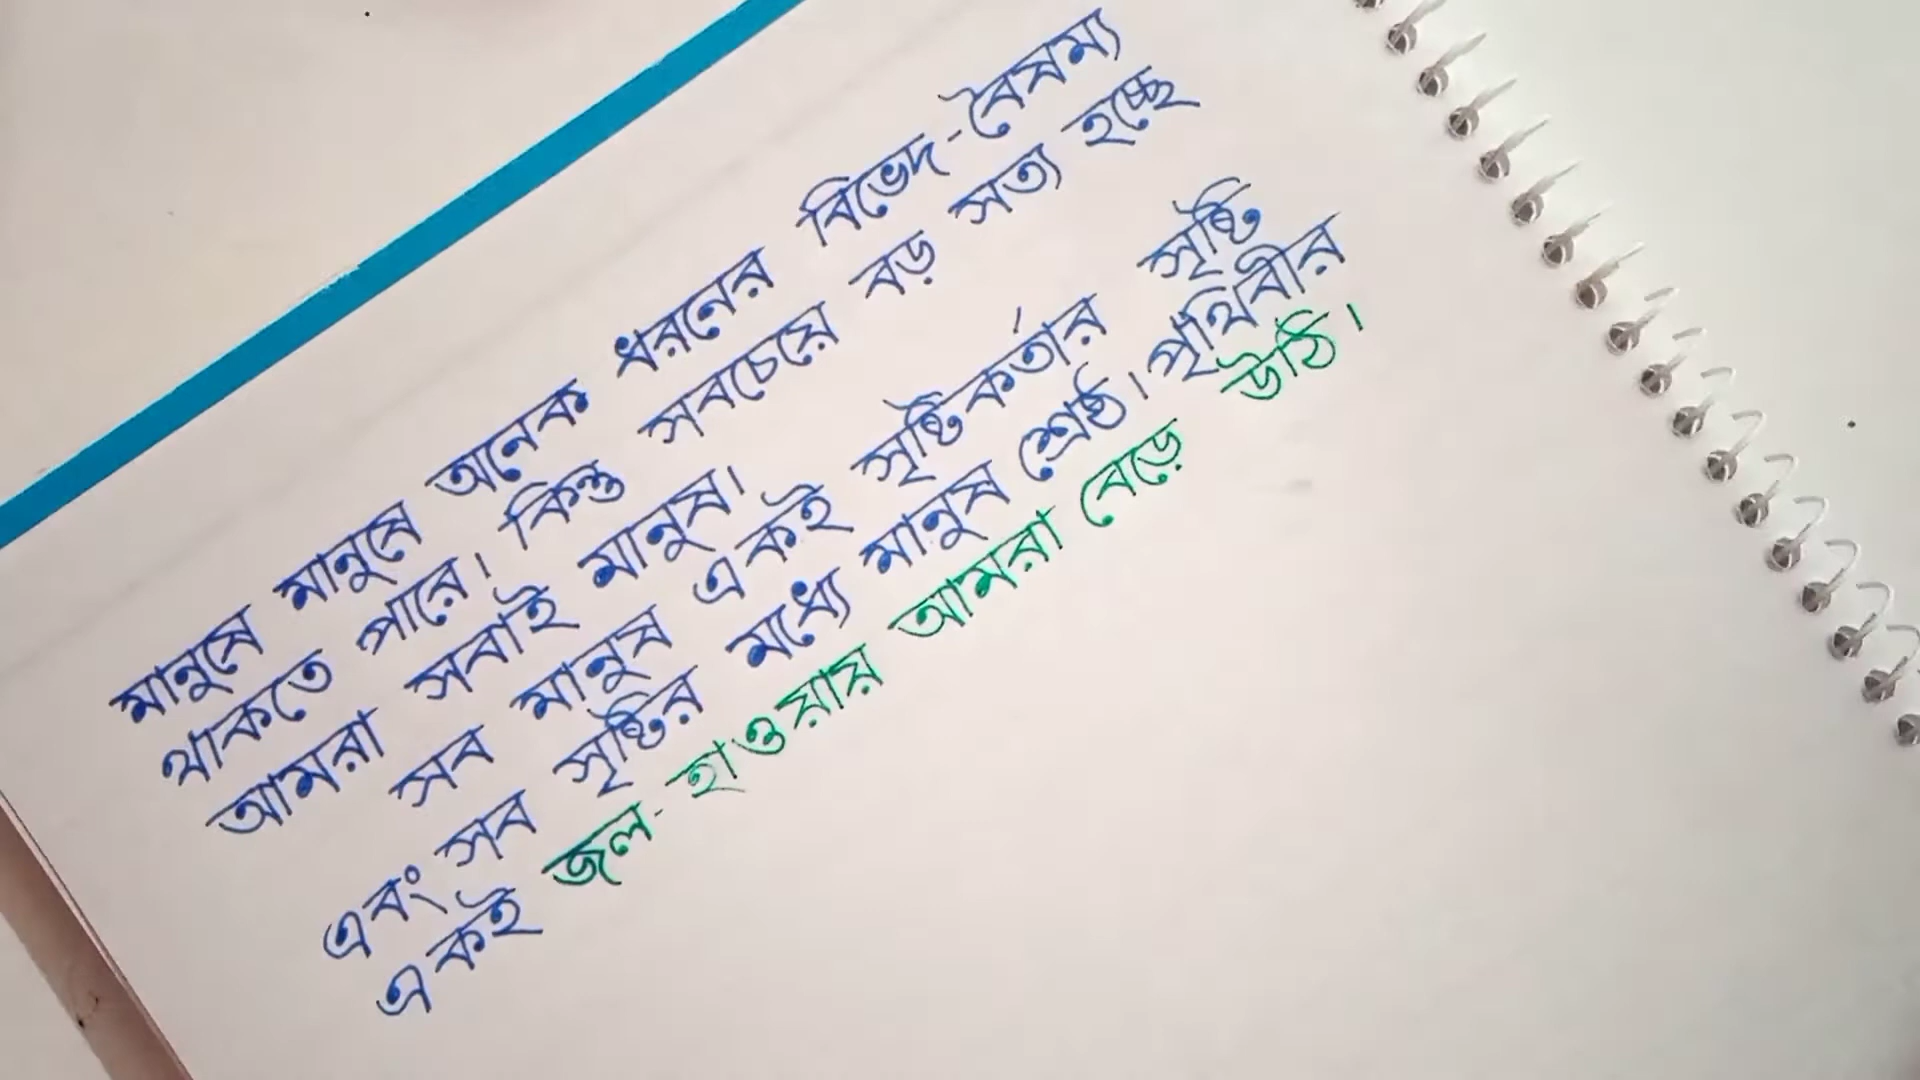 মানুষে মানুষে অনেক ধরনের বিভেদ-বৈষম্য
থাকতে পারে। কিন্তু সবচেয়ে বড় সত্য হচ্ছে
আমরা সবাই মানুষ।
সব মানুষ একই সৃষ্টিকর্তার সৃষ্টি
এবং সব সৃষ্টির মধ্যে মানুষ শ্রেষ্ঠ। পৃথিবীর
একই জল-হাওয়ায় আমরা বেড়ে উঠি।